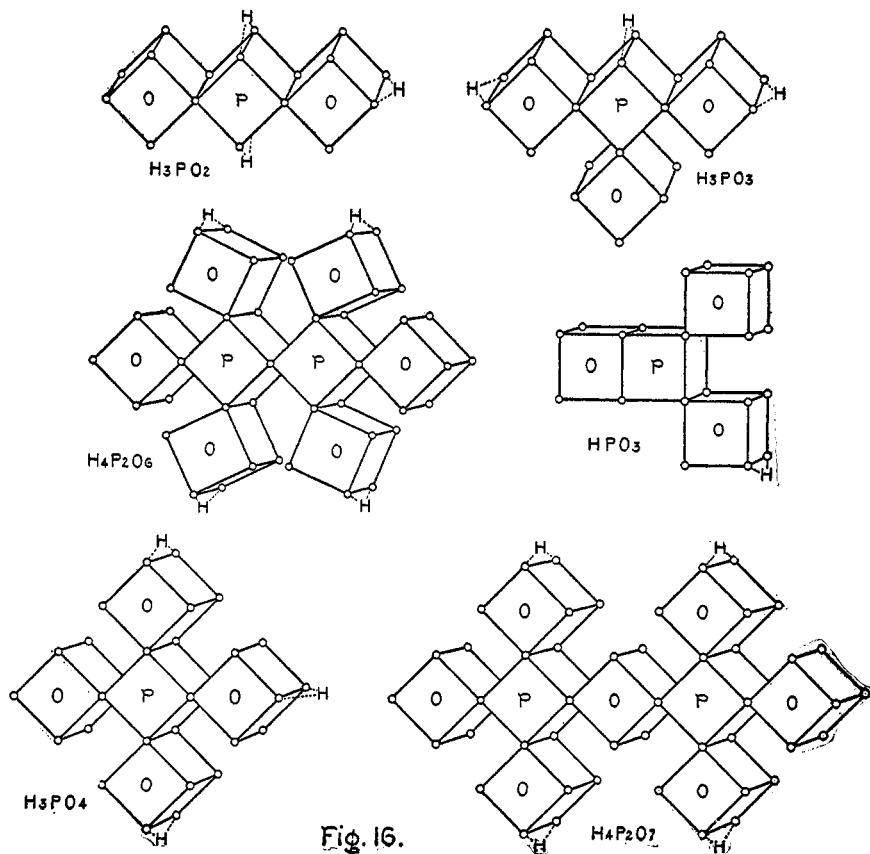 H
O P O
H
H
H3PO2
H
H
O P O
H
O
H3PO3
H H
O O
O P P O
O O
H H
H4P2O6
O
O P
O
H
HPO3
H
O
O P O
H
O
H
H3PO4
H H
O O
O P O P O
O O
H H
H4P2O7
Fig. 16.